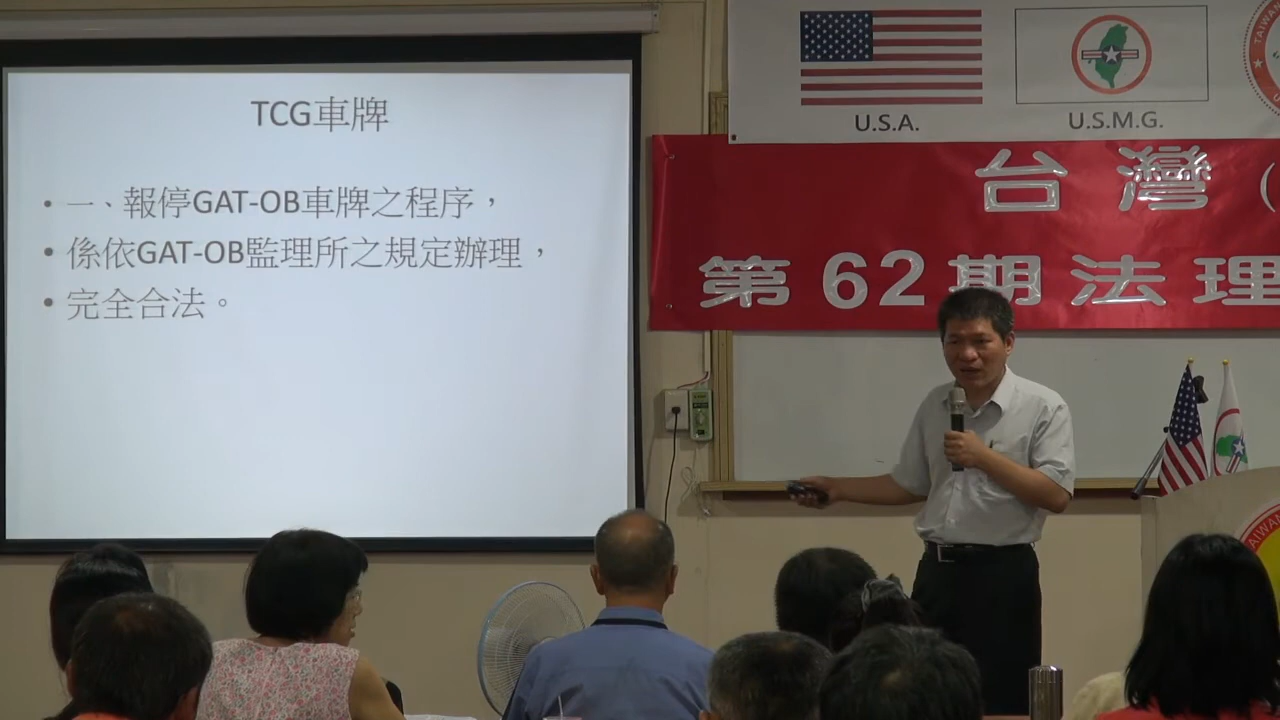 TCG車牌
• 一、報停GAT-OB車牌之程序，
• 係依GAT-OB監理所之規定辦理，
• 完全合法。
U.S.A.
U.S.M.G.
TAIWAN
台灣（
第62期法理
TAIWAN